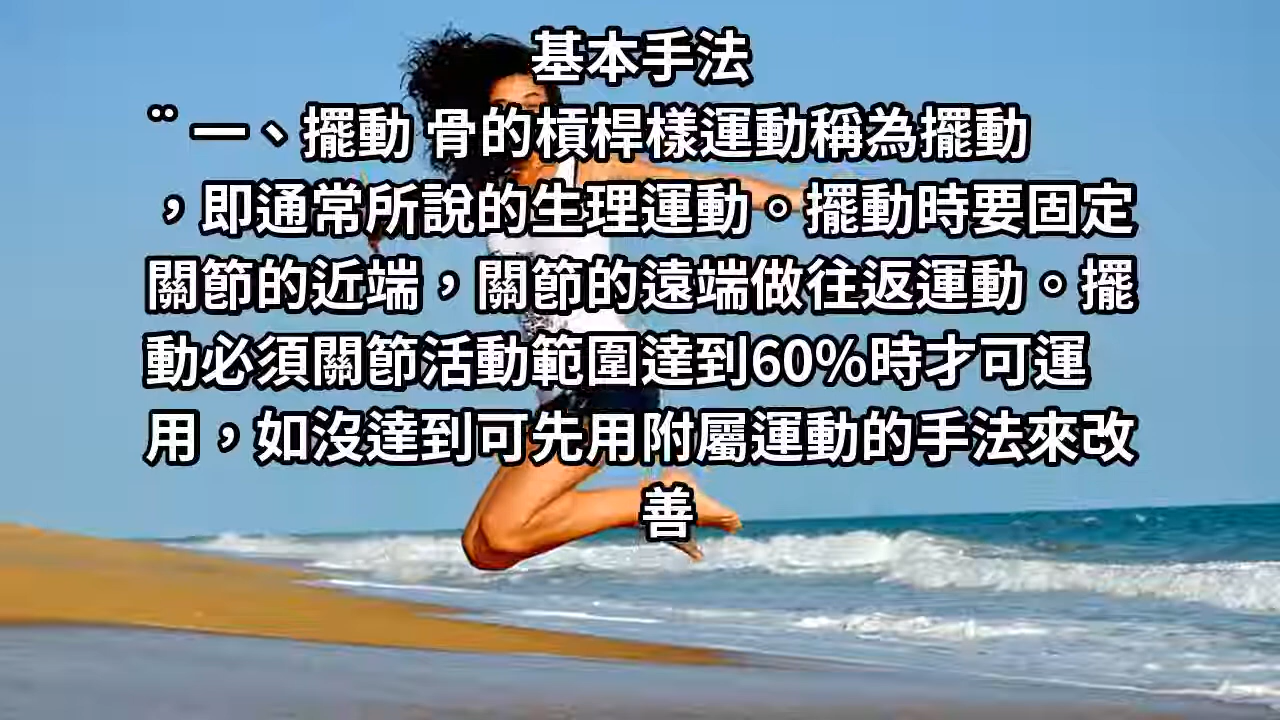 基本手法
¨ 一、擺動 骨的槓桿樣運動稱為擺動
，即通常所說的生理運動。擺動時要固定
關節的近端，關節的遠端做往返運動。擺
動必須關節活動範圍達到60%時才可運
用，如沒達到可先用附屬運動的手法來改
善